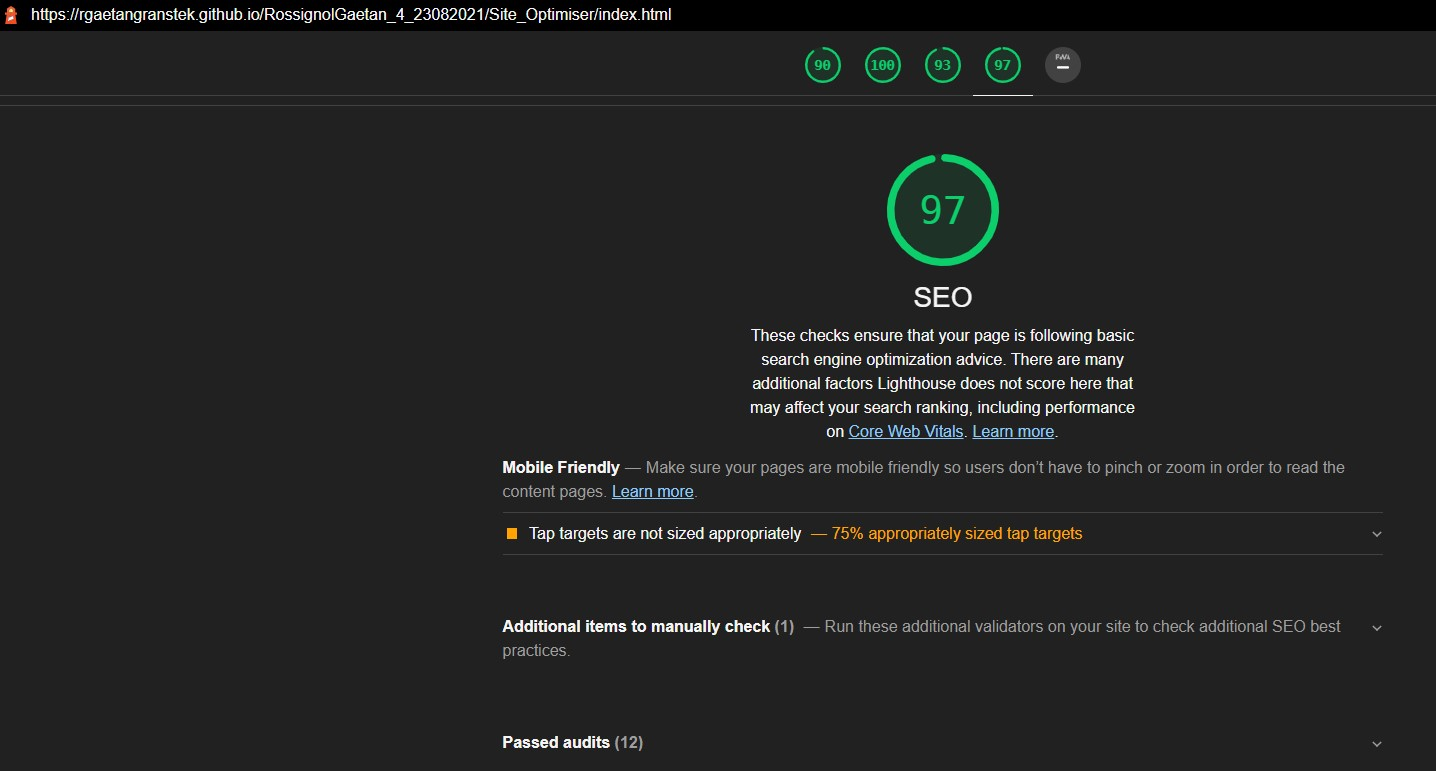 https://rgaetangranstek.github.io/RossignolGaetan_4_23082021/Site_Optimiser/index.html
90 100 93 97 PWA
97
SEO
These checks ensure that your page is following basic
search engine optimization advice. There are many
additional factors Lighthouse does not score here that
may affect your search ranking, including performance
on Core Web Vitals. Learn more.
Mobile Friendly — Make sure your pages are mobile friendly so users don’t have to pinch or zoom in order to read the
content pages. Learn more.
Tap targets are not sized appropriately — 75% appropriately sized tap targets
Additional items to manually check (1) — Run these additional validators on your site to check additional SEO best
practices.
Passed audits (12)